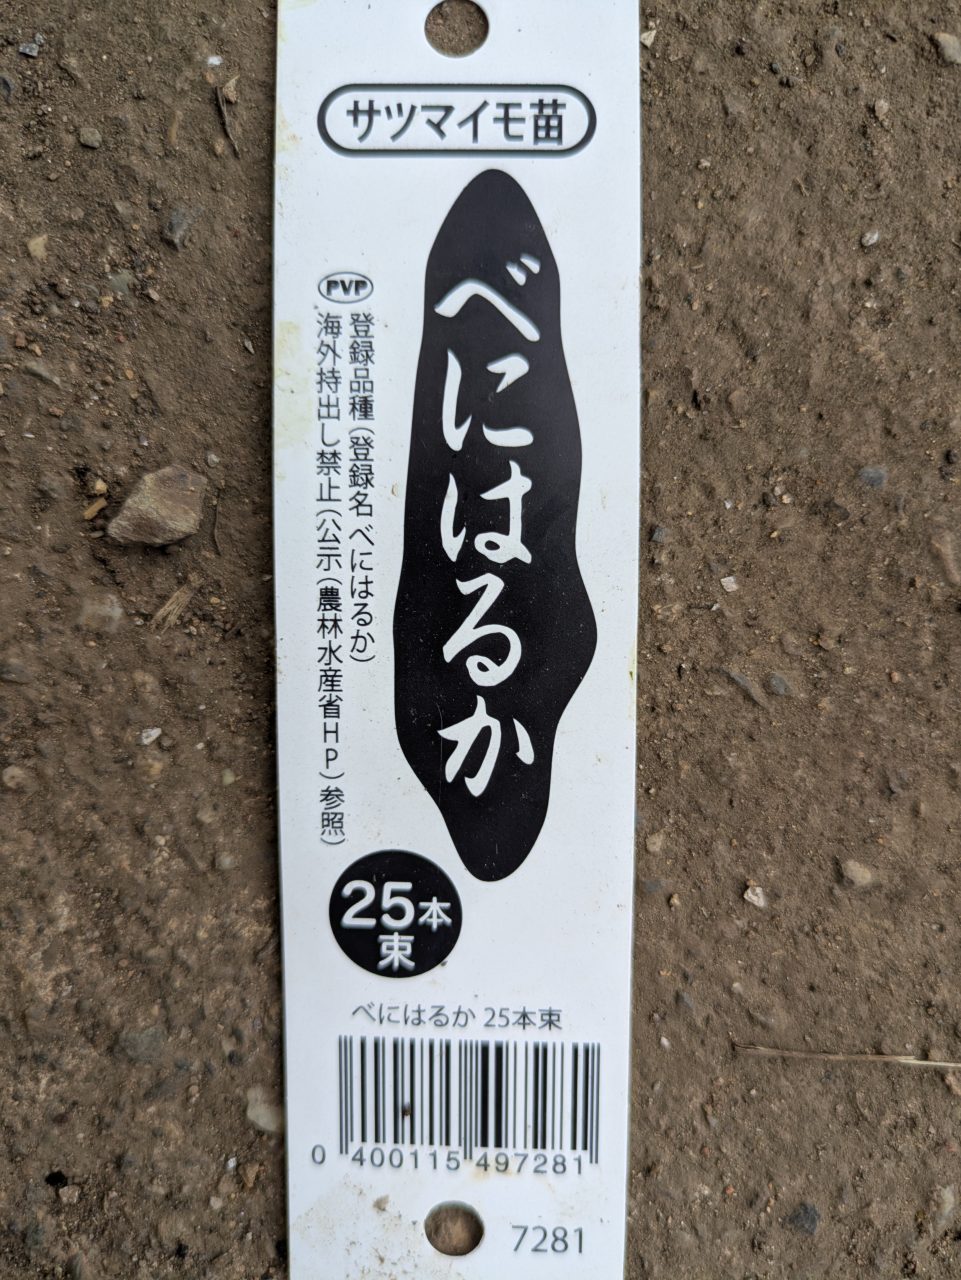 サツマイモ苗
べにはるか
PVP
登録品種(登録名 べにはるか)
海外持出し禁止(公示(農林水産省HP)参照)
25本
束
べにはるか 25本束
0 400115 497281
7281